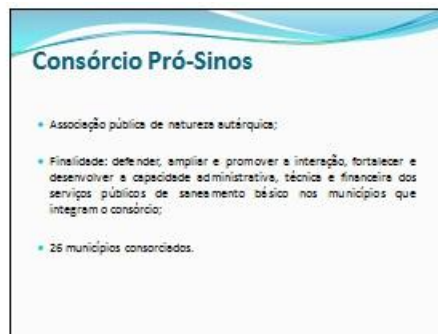 Consórcio Pró-Sinos
• Associação pública de natureza autárquica;
• Finalidade: defender, ampliar e promover a interação, fortalecer e
desenvolver a capacidade administrativa, técnica e financeira dos
serviços públicos de saneamento básico nos municípios que
integram o consórcio;
• 26 municípios consorciados.